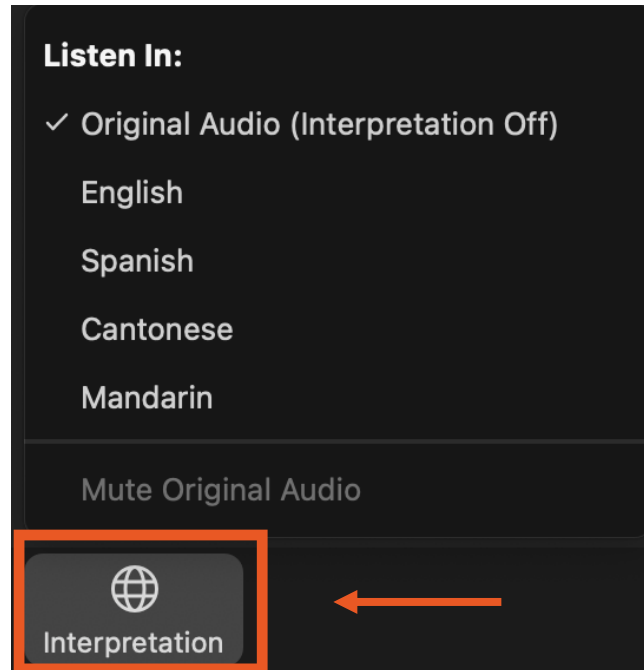 Listen In:
Original Audio (Interpretation Off)
English
Spanish
Cantonese
Mandarin
Mute Original Audio
Interpretation